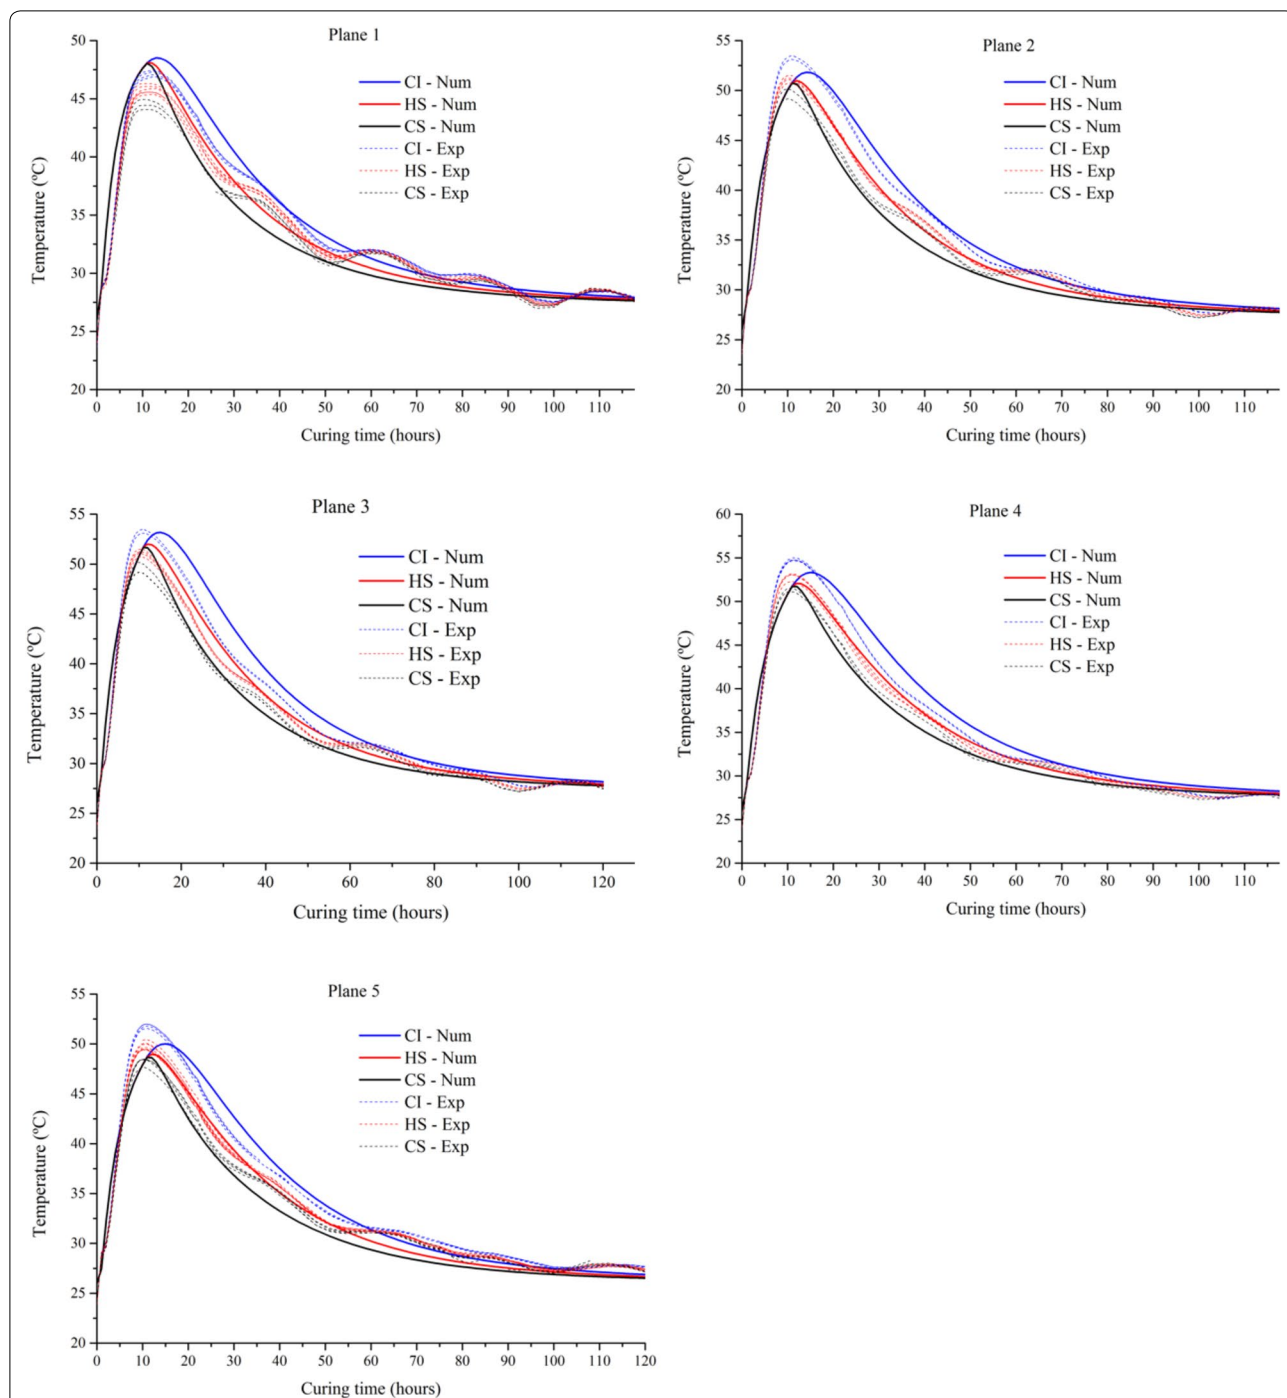 Plane 1
CI - Num
HS - Num
CS - Num
CI - Exp
HS - Exp
CS - Exp
Temperature (ºC)
50
45
40
35
30
25
20
0 10 20 30 40 50 60 70 80 90 100 110
Curing time (hours)
Plane 2
CI - Num
HS - Num
CS - Num
CI - Exp
HS - Exp
CS - Exp
Temperature (ºC)
55
50
45
40
35
30
25
20
0 10 20 30 40 50 60 70 80 90 100 110
Curing time (hours)
Plane 3
CI - Num
HS - Num
CS - Num
CI - Exp
HS - Exp
CS - Exp
Temperature (ºC)
55
50
45
40
35
30
25
20
0 20 40 60 80 100 120
Curing time (hours)
Plane 4
CI - Num
HS - Num
CS - Num
CI - Exp
HS - Exp
CS - Exp
Temperature (ºC)
60
55
50
45
40
35
30
25
20
0 10 20 30 40 50 60 70 80 90 100 110
Curing time (hours)
Plane 5
CI - Num
HS - Num
CS - Num
CI - Exp
HS - Exp
CS - Exp
Temperature (ºC)
55
50
45
40
35
30
25
20
0 10 20 30 40 50 60 70 80 90 100 110 120
Curing time (hours)